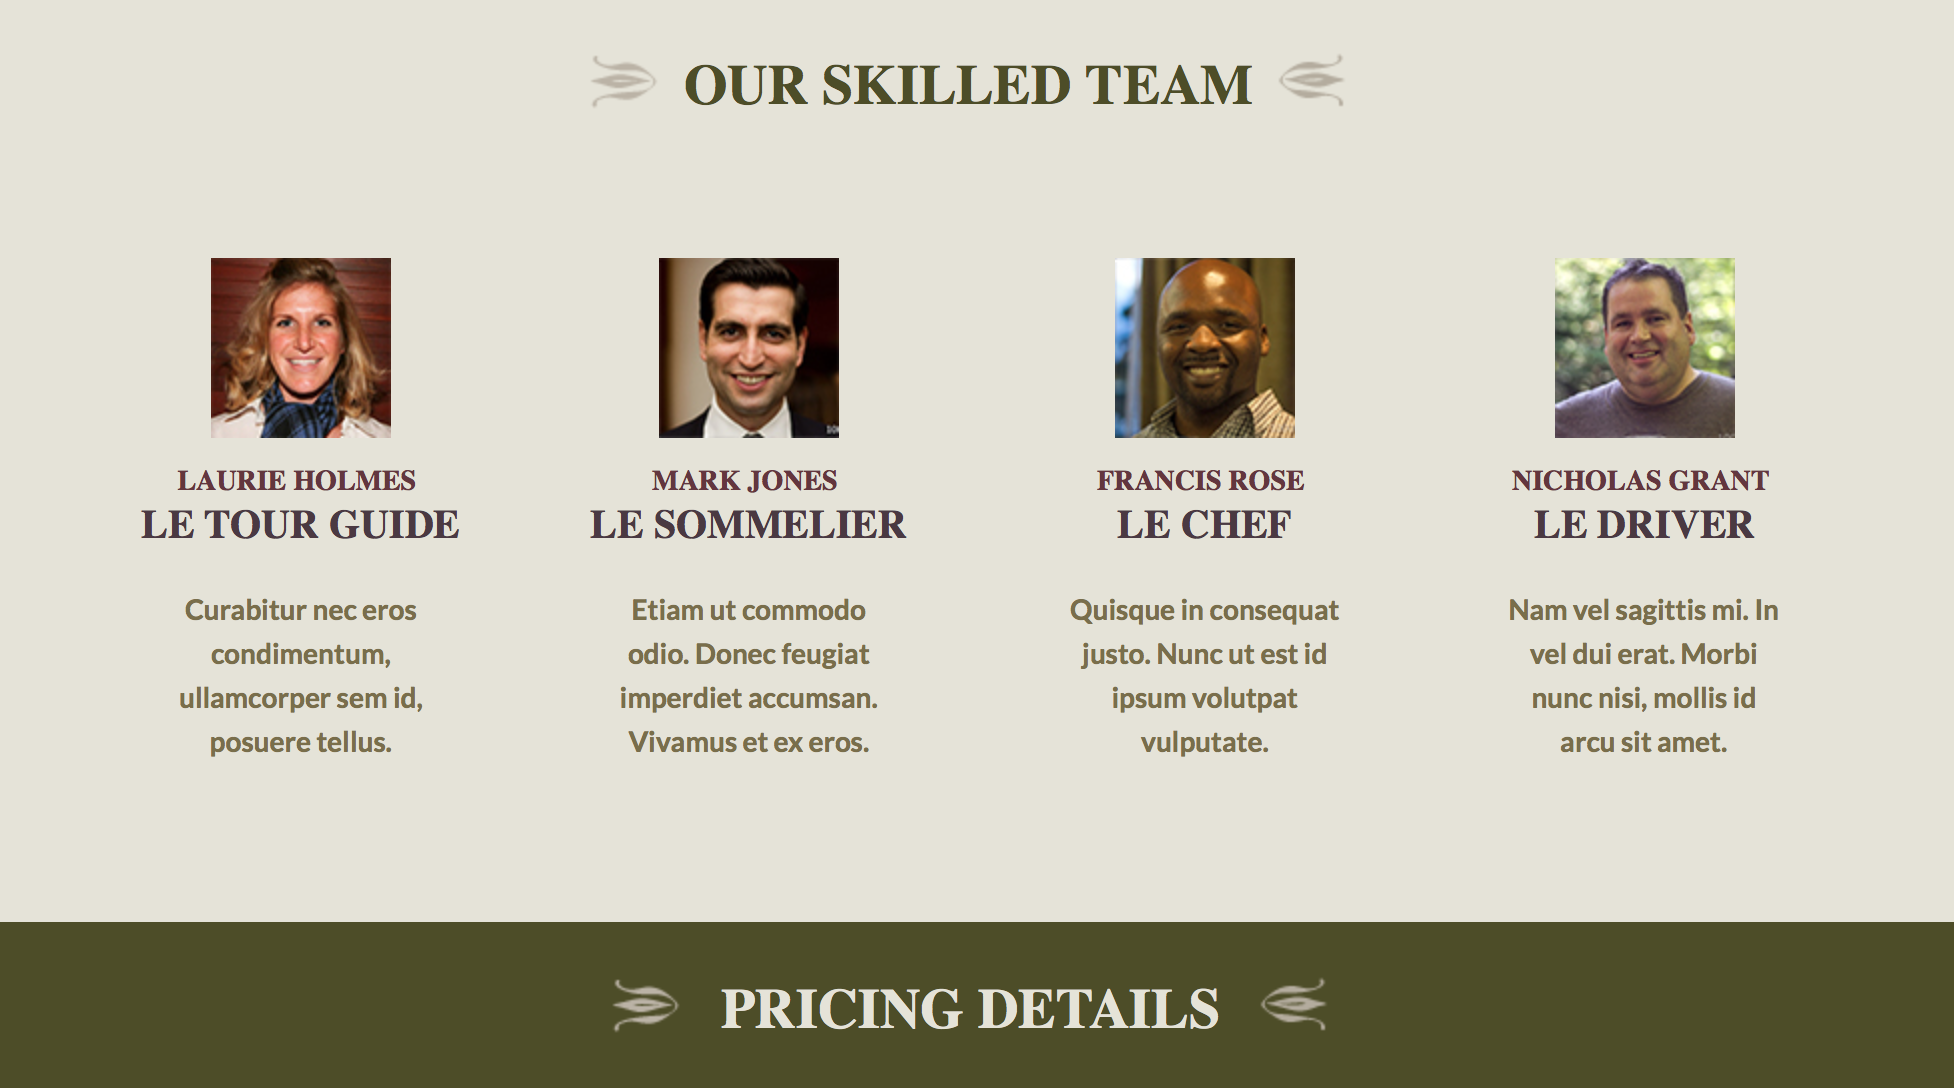 OUR SKILLED TEAM
LAURIE HOLMES
LE TOUR GUIDE
Curabitur nec eros
condimentum,
ullamcorper sem id,
posuere tellus.
MARK JONES
LE SOMMELIER
Etiam ut commodo
odio. Donec feugiat
imperdiet accumsan.
Vivamus et ex eros.
FRANCIS ROSE
LE CHEF
Quisque in consequat
justo. Nunc ut est id
ipsum volutpat
vulputate.
NICHOLAS GRANT
LE DRIVER
Nam vel sagittis mi. In
vel dui erat. Morbi
nunc nisi, mollis id
arcu sit amet.
PRICING DETAILS